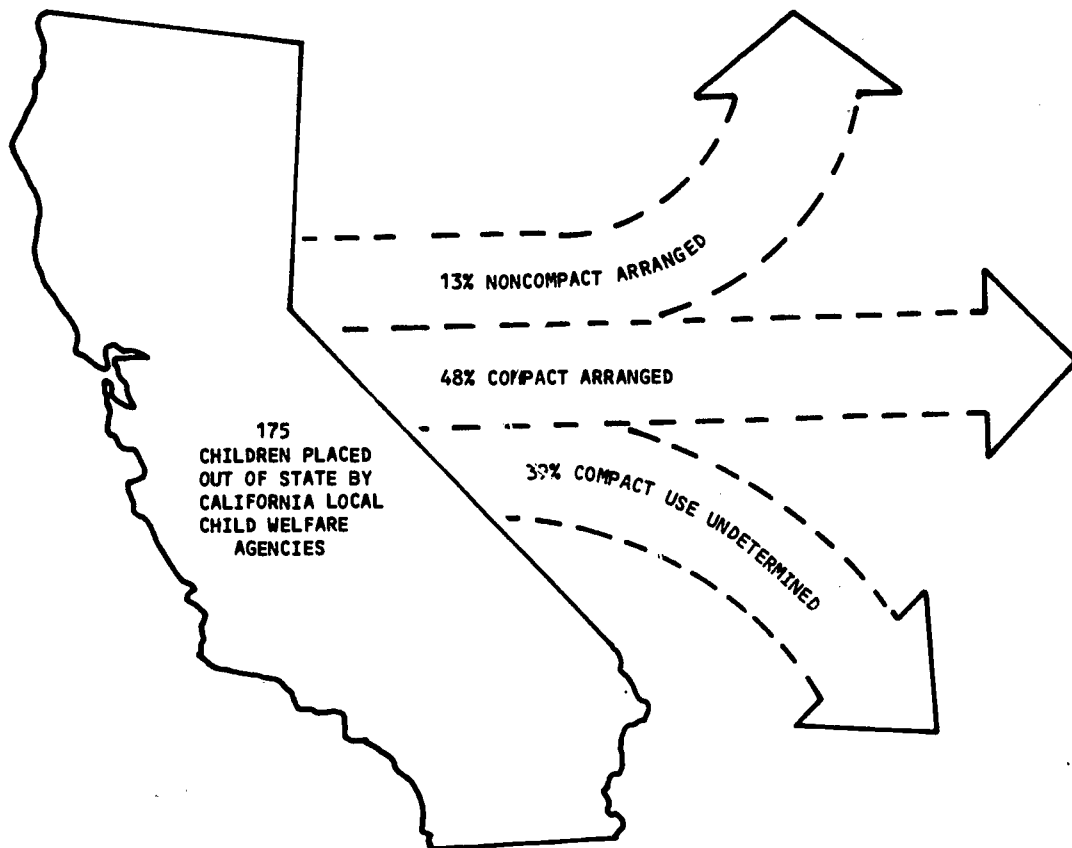 13% NONCOMPACT ARRANGED
48% COMPACT ARRANGED
175
CHILDREN PLACED
OUT OF STATE BY
CALIFORNIA LOCAL
CHILD WELFARE
AGENCIES
39% COMPACT USE UNDETERMINED